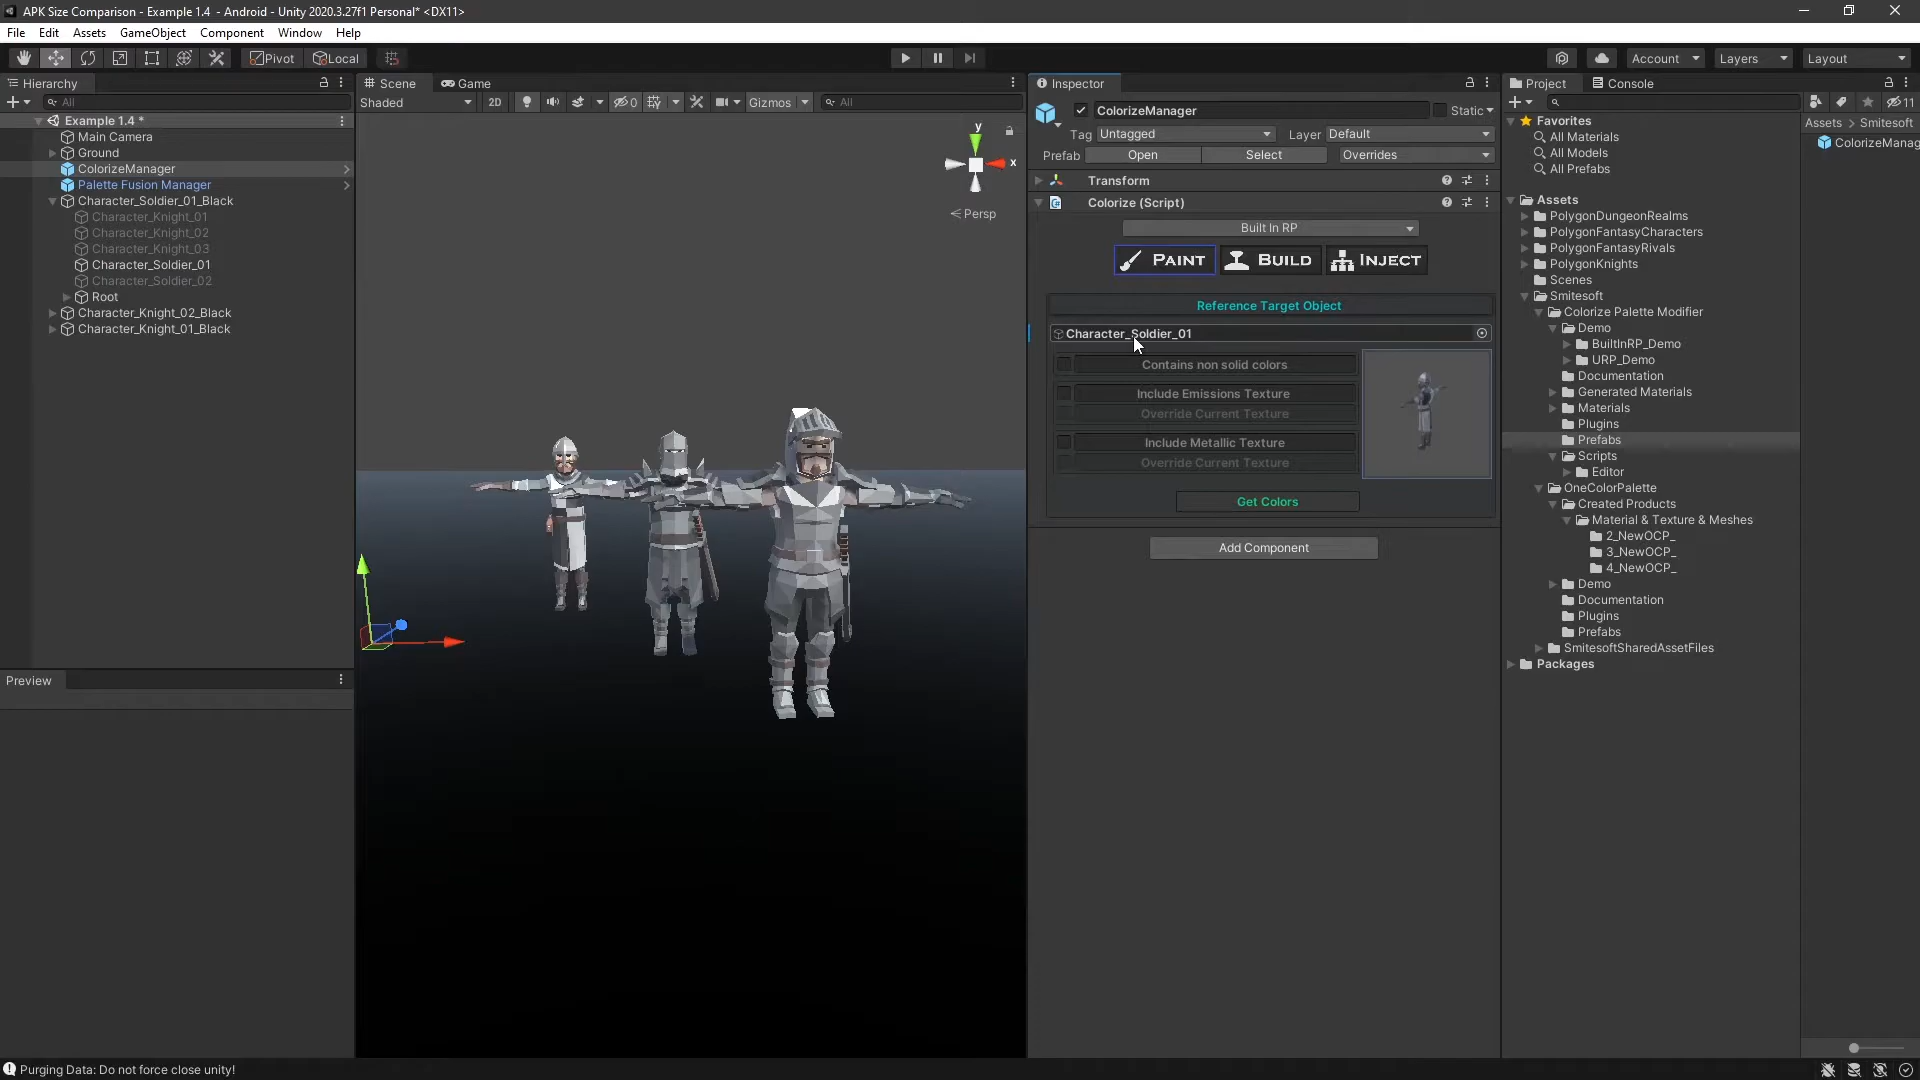 APK Size Comparison - Example 1.4 - Android - Unity 2020.3.27f1 Personal* <DX11>
File Edit Assets GameObject Component Window Help
Pivot Local Account Layers Layout
Hierarchy
All
Example 1.4 *
Main Camera
Ground
ColorizeManager
Palette Fusion Manager
Character_Soldier_01_Black
Character_Knight_01
Character_Knight_02
Character_Knight_03
Character_Soldier_01
Character_Soldier_02
Root
Character_Knight_02_Black
Character_Knight_01_Black
Preview
Scene Game
Shaded 2D 0 Gizmos All
y
x
Persp
Inspector
ColorizeManager Static
Tag Untagged Layer Default
Prefab Open Select Overrides
Transform
Colorize (Script)
Built In RP
PAINT BUILD INJECT
Reference Target Object
Character_Soldier_01
Contains non solid colors
Include Emissions Texture
Override Current Texture
Include Metallic Texture
Override Current Texture
Get Colors
Add Component
Project Console
11
Favorites
All Materials
All Models
All Prefabs
Assets
PolygonDungeonRealms
PolygonFantasyCharacters
PolygonFantasyRivals
PolygonKnights
Scenes
Smitesoft
Colorize Palette Modifier
Demo
BuiltInRP_Demo
URP_Demo
Documentation
Generated Materials
Materials
Plugins
Prefabs
Scripts
Editor
OneColorPalette
Created Products
Material & Texture & Meshes
2_NewOCP_
3_NewOCP_
4_NewOCP_
Demo
Documentation
Plugins
Prefabs
SmitesoftSharedAssetFiles
Packages
Assets > Smitesoft
ColorizeManag
Purging Data: Do not force close unity!